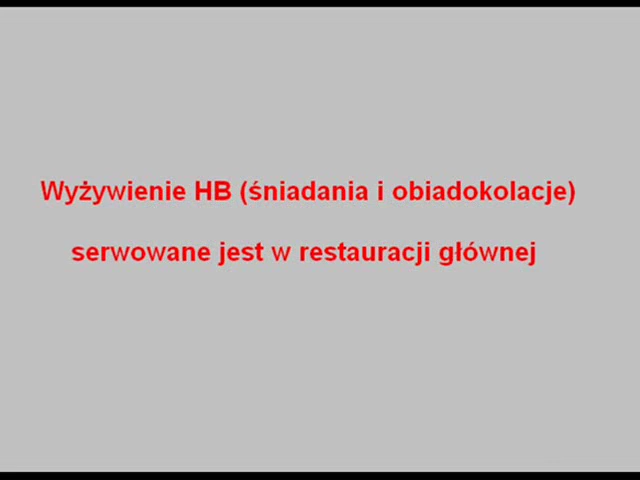 Wyżywienie HB (śniadania i obiadokolacje)
serwowane jest w restauracji głównej